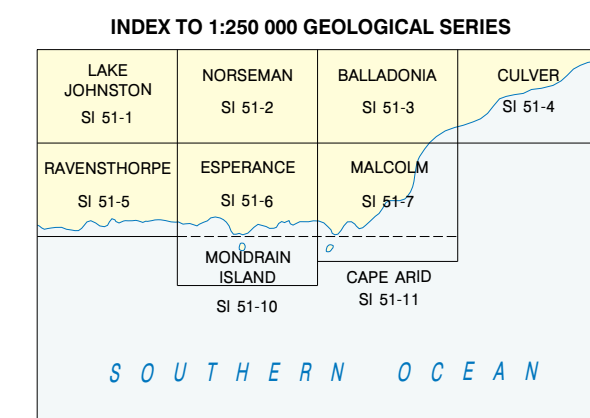 INDEX TO 1:250 000 GEOLOGICAL SERIES
LAKE
JOHNSTON
SI 51-1
NORSEMAN
SI 51-2
BALLADONIA
SI 51-3
CULVER
SI 51-4
RAVENSTHORPE
SI 51-5
ESPERANCE
SI 51-6
MALCOLM
SI 51-7
MONDRAIN
ISLAND
SI 51-10
CAPE ARID
SI 51-11
SOUTHERN OCEAN